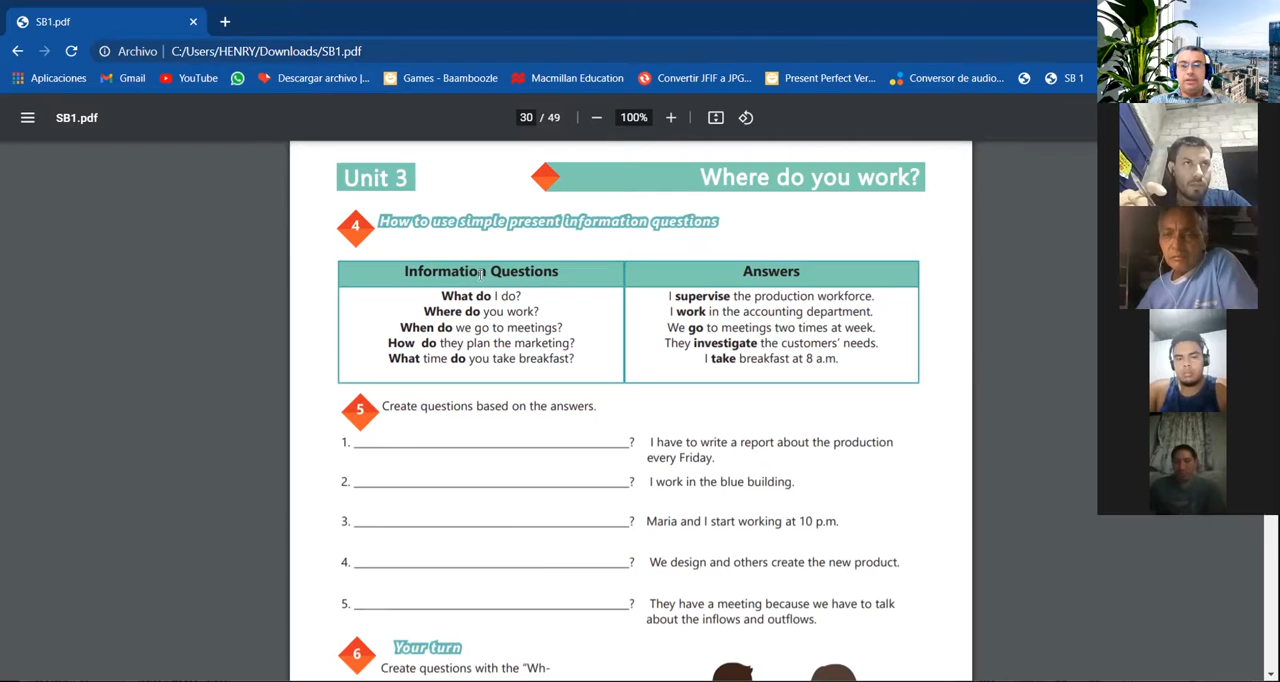 SB1.pdf
Archivo | C:/Users/HENRY/Downloads/SB1.pdf
Aplicaciones Gmail YouTube Descargar archivo |... Games - Baamboozle Macmillan Education Convertir JFIF a JPG... Present Perfect Ver... Conversor de audio... SB 1
SB1.pdf 30 / 49 100%
Unit 3 Where do you work?
4 How to use simple present information questions
Information Questions Answers
What do I do? I supervise the production workforce.
Where do you work? I work in the accounting department.
When do we go to meetings? We go to meetings two times at week.
How do they plan the marketing? They investigate the customers' needs.
What time do you take breakfast? I take breakfast at 8 a.m.
5 Create questions based on the answers.
1. ? I have to write a report about the production
every Friday.
2. ? I work in the blue building.
3. ? Maria and I start working at 10 p.m.
4. ? We design and others create the new product.
5. ? They have a meeting because we have to talk
about the inflows and outflows.
6 Your turn
Create questions with the "Wh-